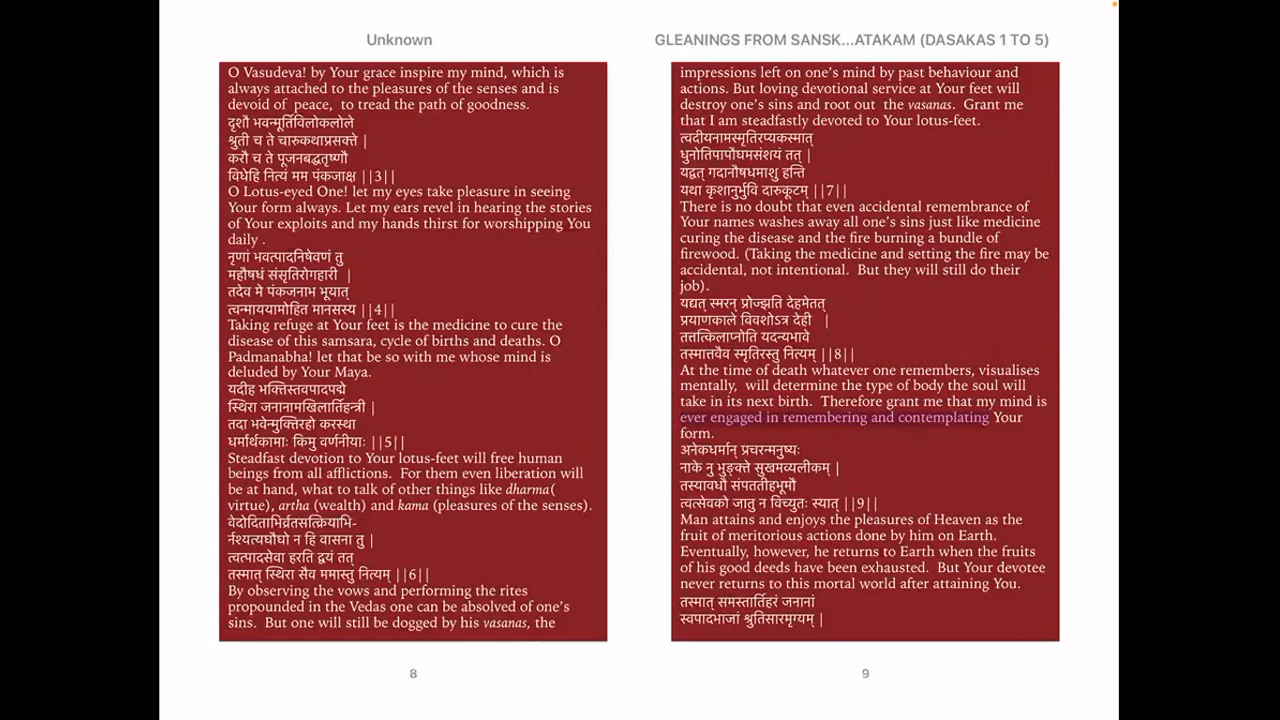 Unknown
O Vasudeva! by Your grace inspire my mind, which is
always attached to the pleasures of the senses and is
devoid of peace, to tread the path of goodness.
दृशौ भवन्मूर्तिविलोकलोले
श्रुती च ते चारुकथाप्रसक्ते |
करौ च ते पूजनबद्धतृष्णौ
विधेहि नित्यं मम पंकजाक्ष ||3||
O Lotus-eyed One! let my eyes take pleasure in seeing
Your form always. Let my ears revel in hearing the stories
of Your exploits and my hands thirst for worshipping You
daily .
नृणां भवत्पादनिषेवणं तु
महौषधं संसृतिरोगहारी |
तदेव मे पंकजनाभ भूयात्
त्वन्माययामोहित मानसस्य ||4||
Taking refuge at Your feet is the medicine to cure the
disease of this samsara, cycle of births and deaths. O
Padmanabha! let that be so with me whose mind is
deluded by Your Maya.
यदीह भक्तिस्तवपादपद्मे
स्थिरा जनानामखिलार्तिहन्त्री |
तदा भवेन्मुक्तिरहो करस्था
धर्मार्थकामाः किमु वर्णनीयाः ||5||
Steadfast devotion to Your lotus-feet will free human
beings from all afflictions. For them even liberation will
be at hand, what to talk of other things like dharma(
virtue), artha (wealth) and kama (pleasures of the senses).
वेदोदिताभिर्व्रतसत्क्रियाभि-
र्नश्यत्यघौघो न हि वासना तु |
त्वत्पादसेवा हरति द्वयं तत्
तस्मात् स्थिरा सैव ममास्तु नित्यम् ||6||
By observing the vows and performing the rites
propounded in the Vedas one can be absolved of one's
sins. But one will still be dogged by his vasanas, the
8
GLEANINGS FROM SANSK...ATAKAM (DASAKAS 1 TO 5)
impressions left on one's mind by past behaviour and
actions. But loving devotional service at Your feet will
destroy one's sins and root out the vasanas. Grant me
that I am steadfastly devoted to Your lotus-feet.
त्वदीयनामस्मृतिरप्यकस्मात्
धुनोतिपापौघमसंशयं तत् |
यद्वत् गदानौषधमाशु हन्ति
यथा कृशानुर्भुवि दारुकूटम् ||7||
There is no doubt that even accidental remembrance of
Your names washes away all one's sins just like medicine
curing the disease and the fire burning a bundle of
firewood. (Taking the medicine and setting the fire may be
accidental, not intentional. But they will still do their
job).
यद्यत् स्मरन् प्रोज्झति देहमेतत्
प्रयाणकाले विवशोऽत्र देही |
तत्तत्किलाप्नोति यदन्यभावे
तस्मात्तवैव स्मृतिरस्तु नित्यम् ||8||
At the time of death whatever one remembers, visualises
mentally, will determine the type of body the soul will
take in its next birth. Therefore grant me that my mind is
ever engaged in remembering and contemplating Your
form.
अनेकधर्मान् प्रचरन्मनुष्यः
नाके नु भुङ्क्ते सुखमव्यलीकम् |
तस्यावधौ संपततीहभूमौ
त्वत्सेवको जातु न विच्युतः स्यात् ||9||
Man attains and enjoys the pleasures of Heaven as the
fruit of meritorious actions done by him on Earth.
Eventually, however, he returns to Earth when the fruits
of his good deeds have been exhausted. But Your devotee
never returns to this mortal world after attaining You.
तस्मात् समस्तार्तिहरं जनानां
स्वपादभाजां श्रुतिसारमृग्यम् |
9